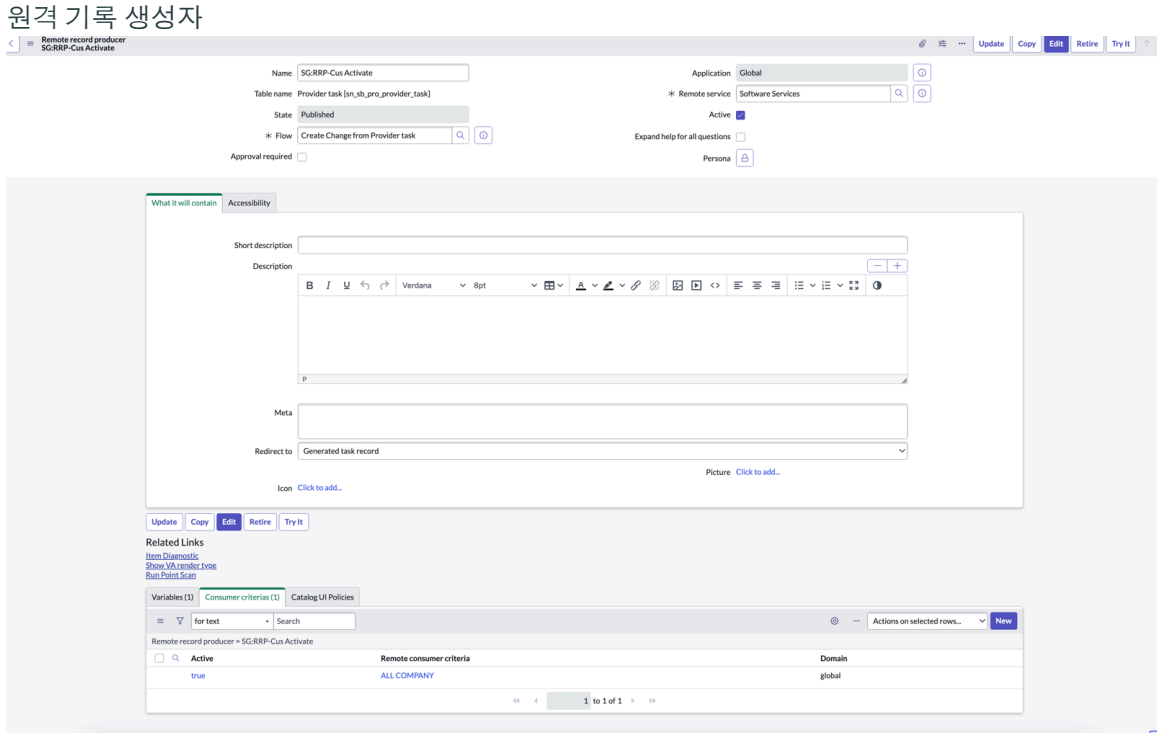 원격 기록 생성자
Remote record producer
SG:RRP-Cus Activate
Update Copy Edit Retire Try It
Name SG:RRP-Cus Activate
Application Global
Table name Provider task [sn_sb_pro_provider_task]
Remote service Software Services
State Published
Active
Flow Create Change from Provider task
Expand help for all questions
Approval required
Persona
What it will contain Accessibility
Short description
Description
B I U Verdana 8pt A <>
P
Meta
Redirect to Generated task record
Picture Click to add...
Icon Click to add...
Update Copy Edit Retire Try It
Related Links
Item Diagnostic
Show VA render type
Run Point Scan
Variables (1) Consumer criterias (1) Catalog UI Policies
for text Search Actions on selected rows... New
Remote record producer = SG:RRP-Cus Activate
Active Remote consumer criteria Domain
true ALL COMPANY global
1 to 1 of 1